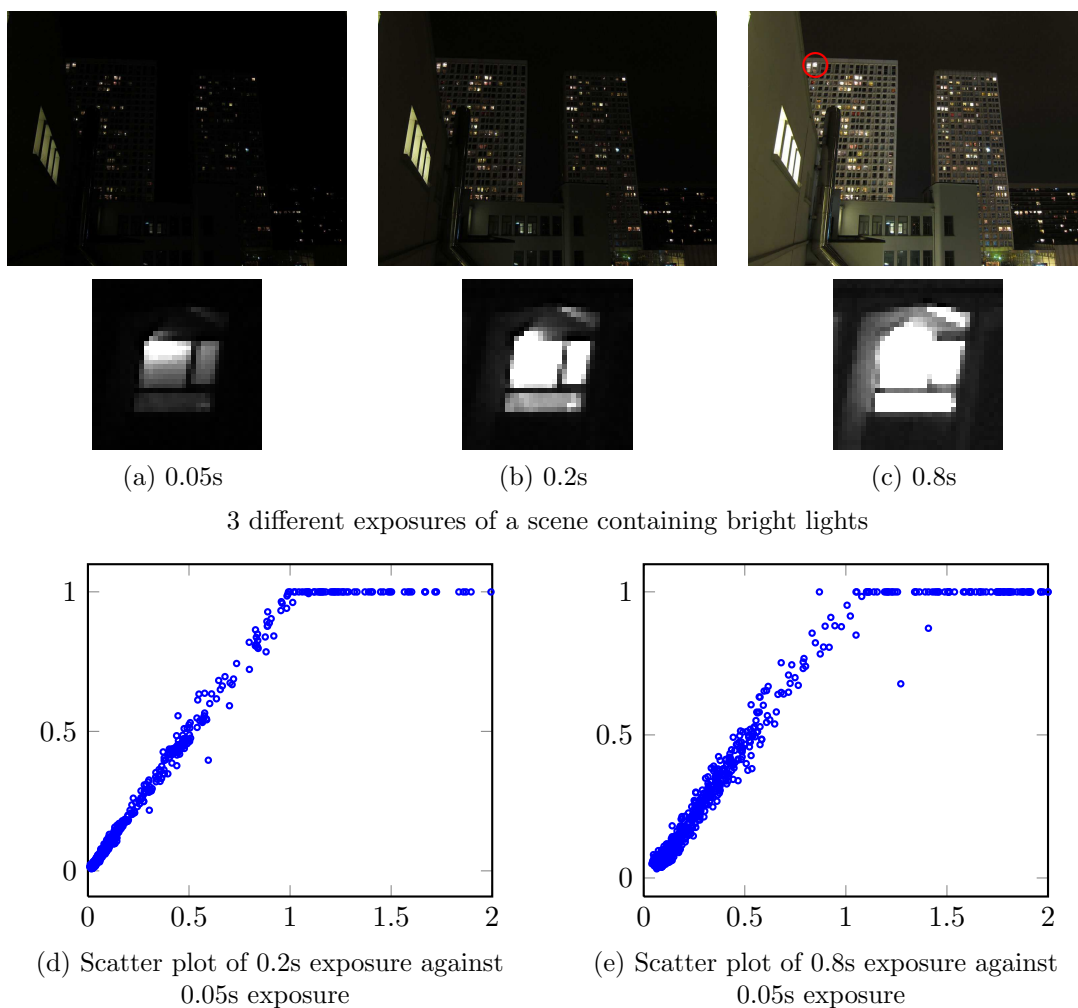 (a) 0.05s
(b) 0.2s
(c) 0.8s
3 different exposures of a scene containing bright lights
1
0.5
0
0
0.5
1
1.5
2
(d) Scatter plot of 0.2s exposure against
0.05s exposure
1
0.5
0
0
0.5
1
1.5
2
(e) Scatter plot of 0.8s exposure against
0.05s exposure